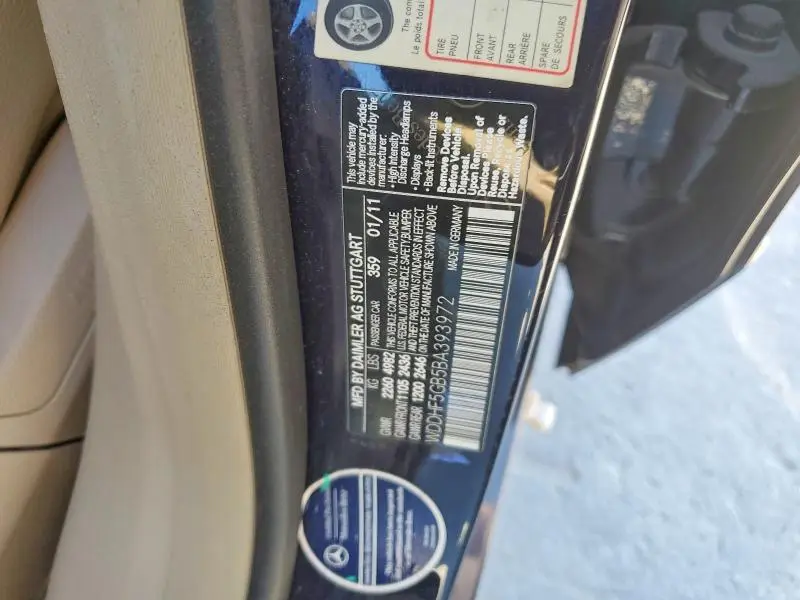 The con
Le poids total
TIRE
PNEU
FRONT
AVANT
REAR
ARRIÈRE
SPARE
DE SECOURS
This vehicle may
include mercury-added
devices installed by the
manufacturer:
• High Intensity
Discharge Headlamps
• Displays
• Back-lit Instruments
Remove Devices
Before Vehicle
Disposal.
Upon Removal of
Devices Please
Reuse, Recycle or
Dispose as
Hazardous Waste.
MFD BY DAIMLER AG STUTTGART
KG LBS PASSENGER CAR 359 01/11
GVWR 2260 4982 THIS VEHICLE CONFORMS TO ALL APPLICABLE
GAWR FRONT 1105 2436 U.S. FEDERAL MOTOR VEHICLE SAFETY, BUMPER
GAWR REAR 1200 2646 AND THEFT PREVENTION STANDARDS IN EFFECT
ON THE DATE OF MANUFACTURE SHOWN ABOVE
WDDHF5GB5BA393972 MADE IN GERMANY